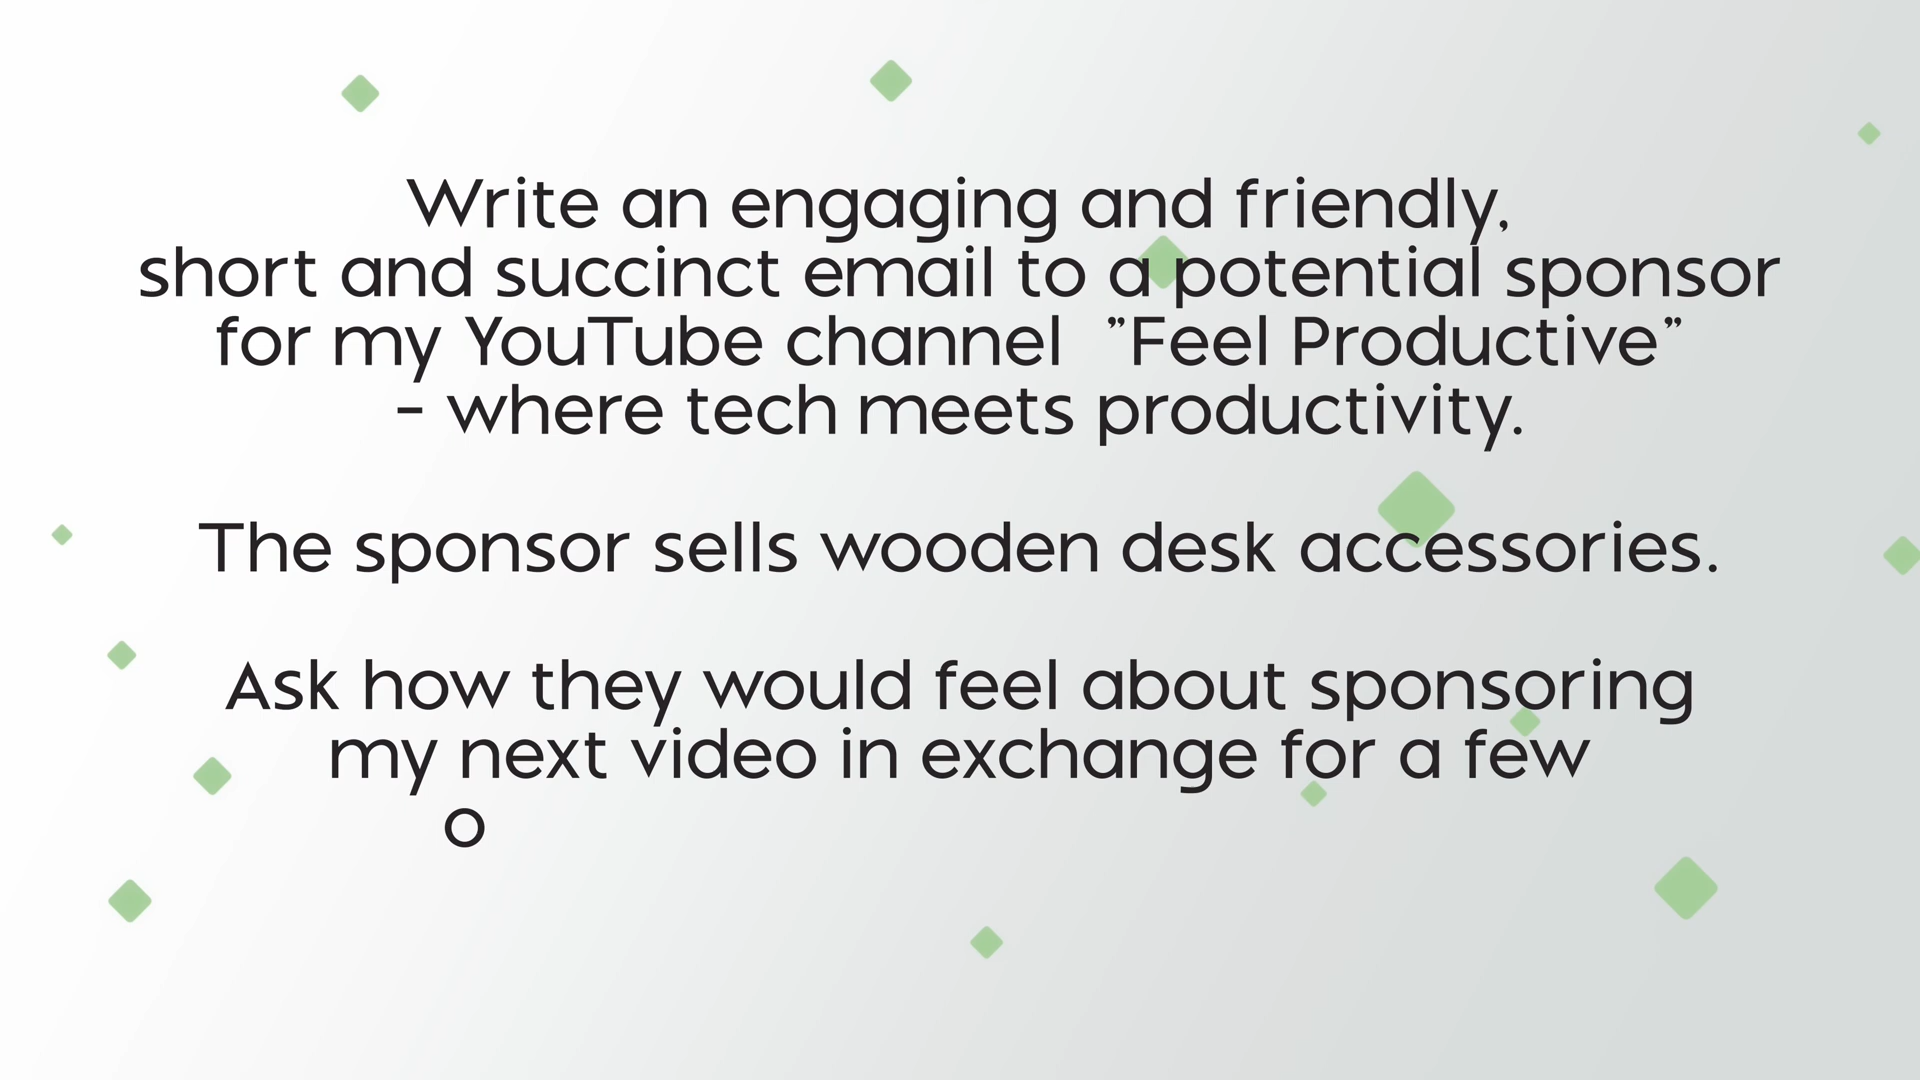 Write an engaging and friendly,
short and succinct email to a potential sponsor
for my YouTube channel "Feel Productive"
- where tech meets productivity.
The sponsor sells wooden desk accessories.
Ask how they would feel about sponsoring
my next video in exchange for a few
o